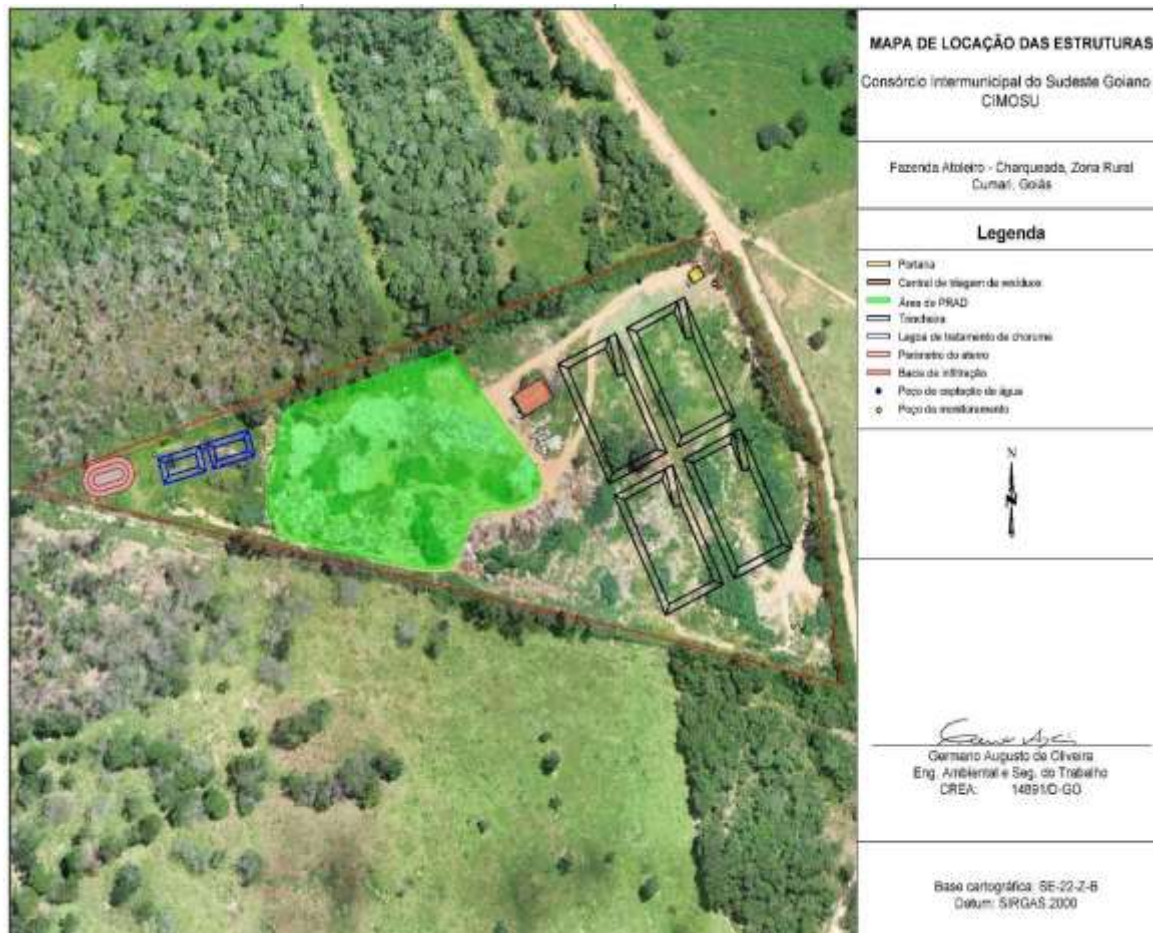 MAPA DE LOCAÇÃO DAS ESTRUTURAS
Consórcio Intermunicipal do Sudeste Goiano
CIMOSU
Fazenda Atoleiro - Charqueada, Zona Rural
Cumari, Goiás
Legenda
Portaria
Central de triagem de resíduos
Área do PRAD
Trincheira
Lagoa de tratamento de chorume
Perímetro do aterro
Bacia de infiltração
Poço de captação de água
Poço de monitoramento
N
Germano Augusto de Oliveira
Eng. Ambiental e Seg. do Trabalho
CREA: 14891/D-GO
Base cartográfica: SE-22-Z-B
Datum: SIRGAS 2000